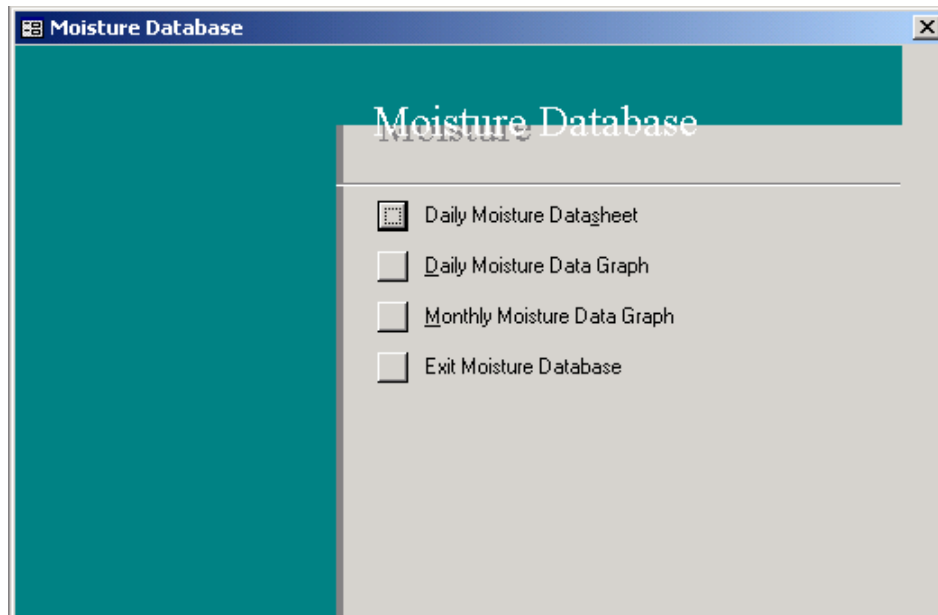 Moisture Database
Moisture Database
Daily Moisture Datasheet
Daily Moisture Data Graph
Monthly Moisture Data Graph
Exit Moisture Database